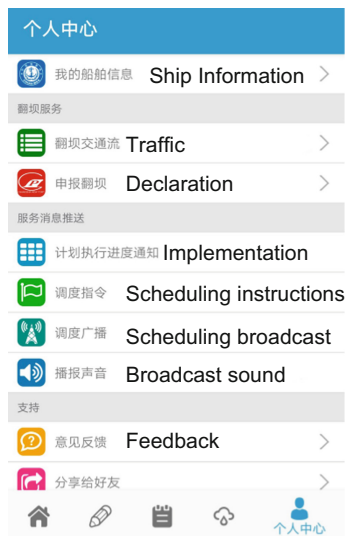 个人中心
我的船舶信息 Ship Information
翻坝服务
翻坝交通流 Traffic
申报翻坝 Declaration
服务消息推送
计划执行进度通知 Implementation
调度指令 Scheduling instructions
调度广播 Scheduling broadcast
播报声音 Broadcast sound
支持
意见反馈 Feedback
分享给好友
个人中心